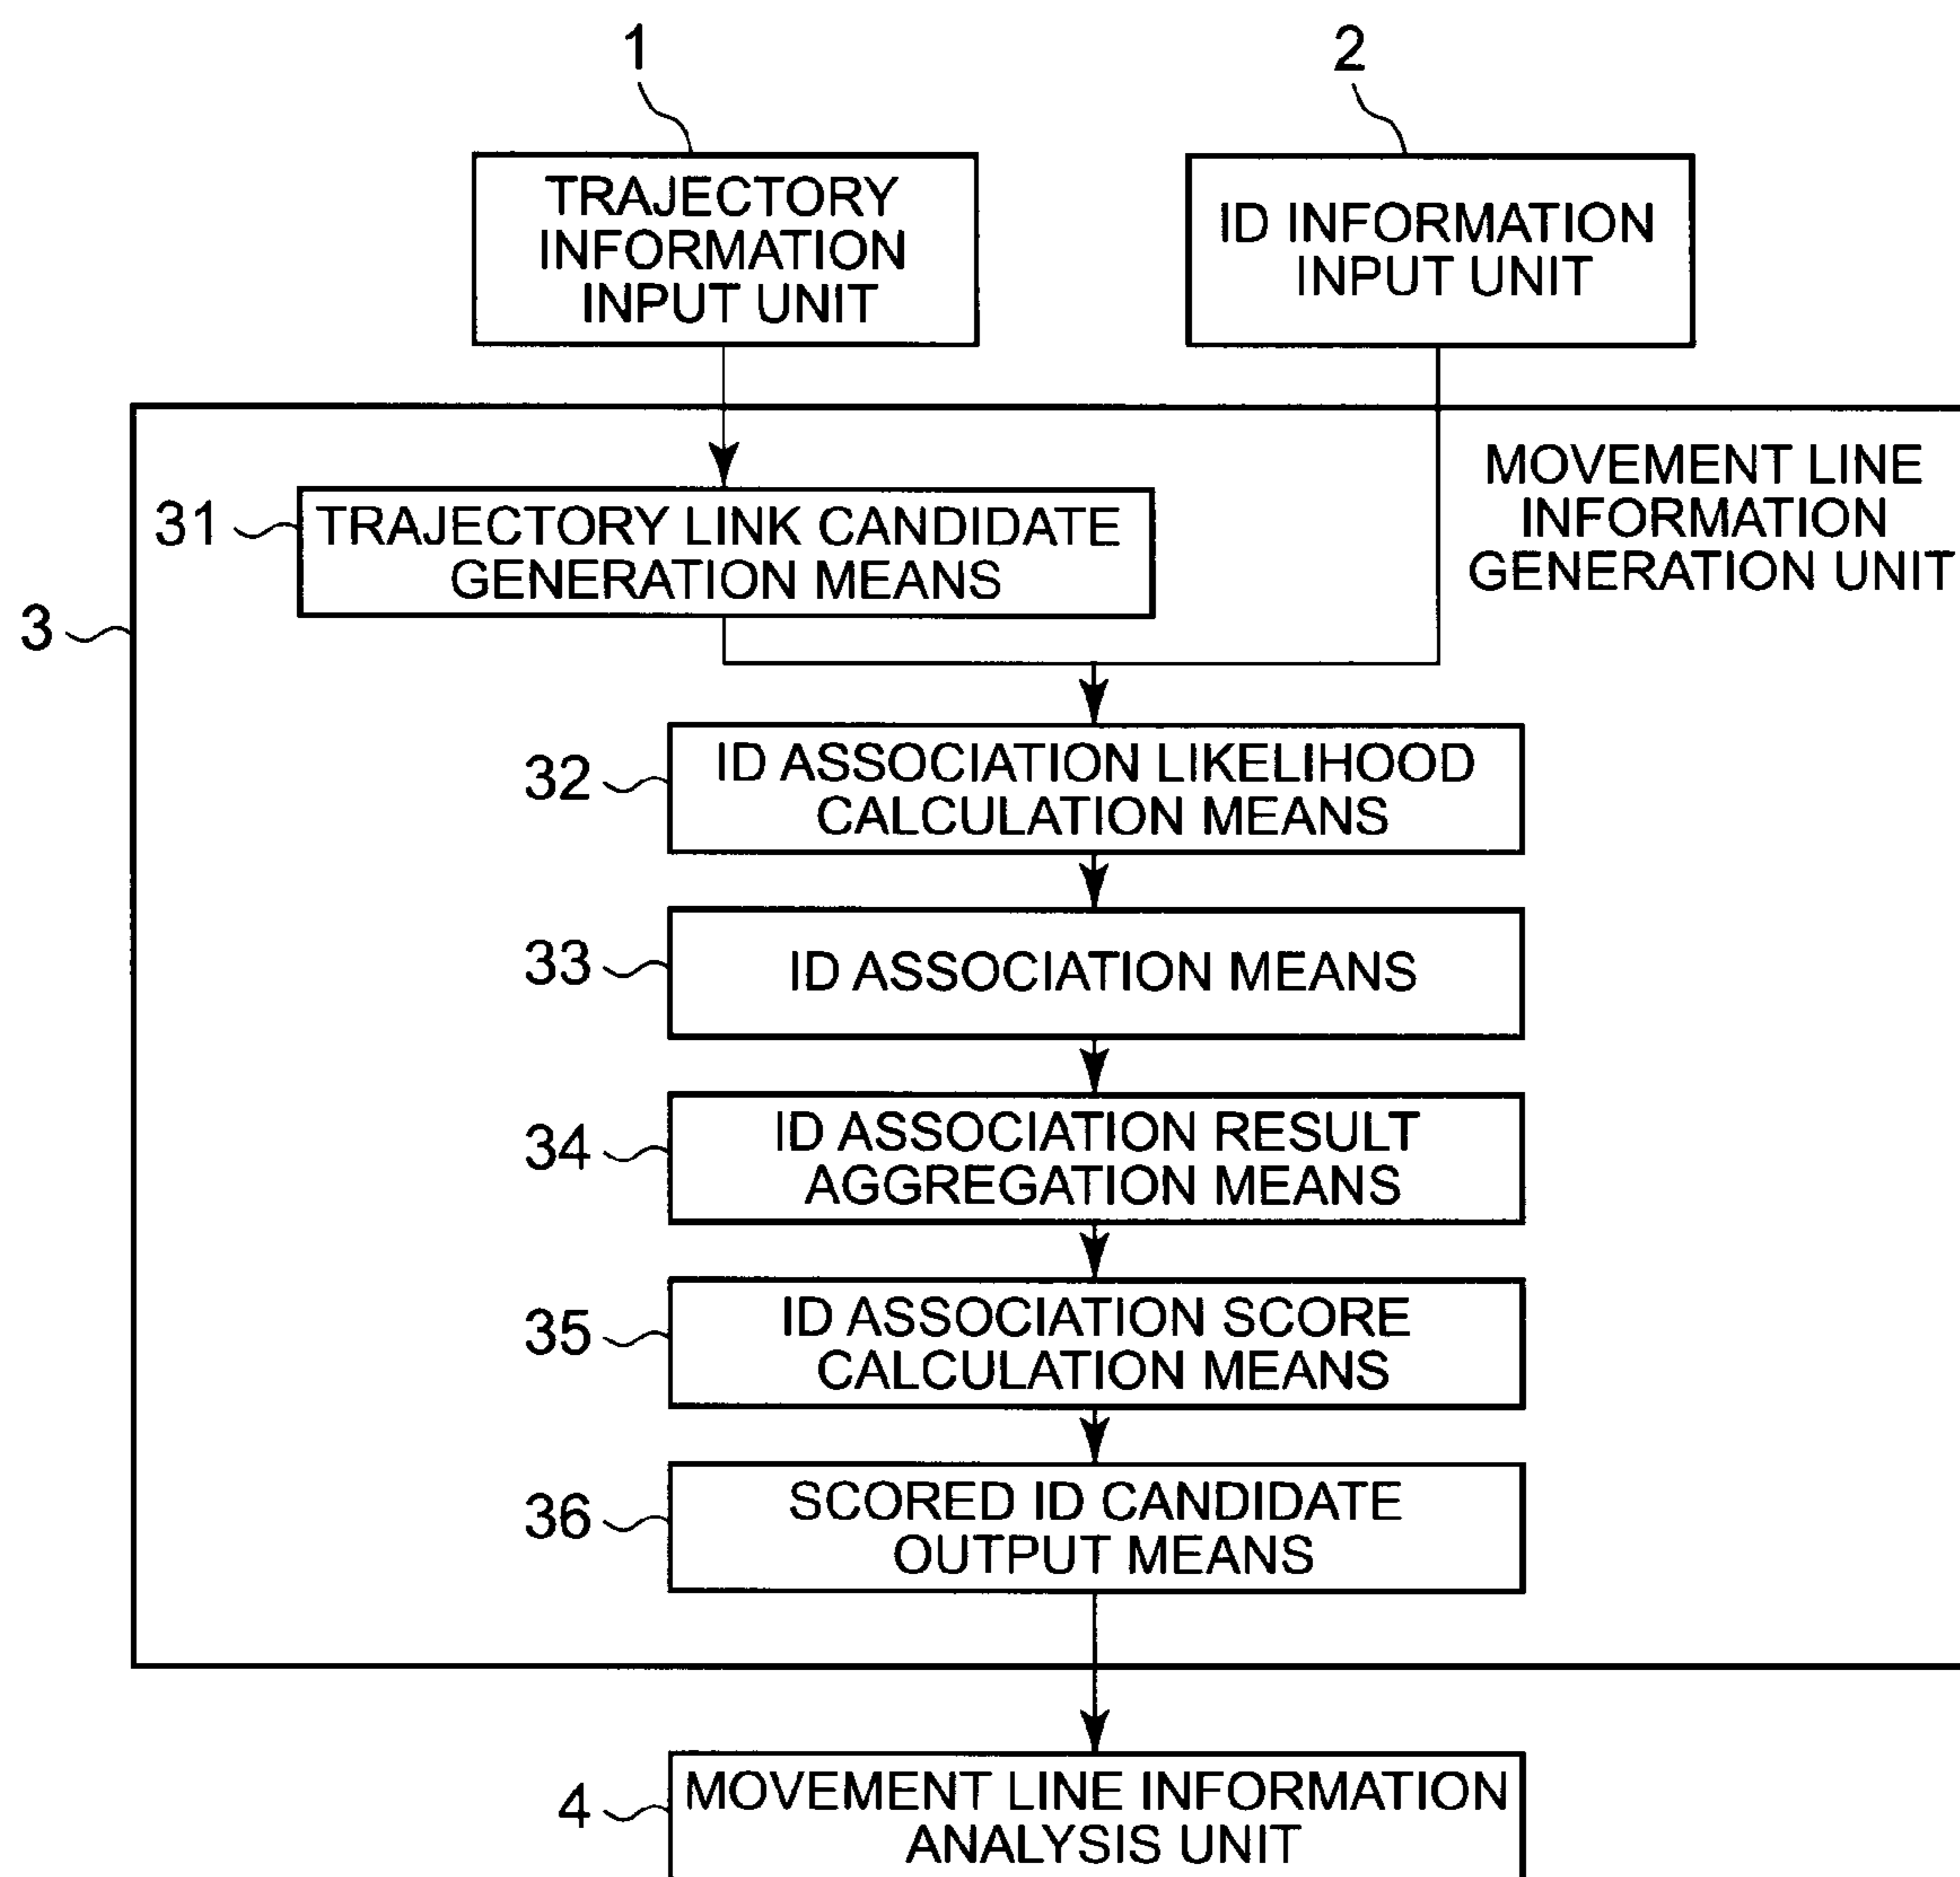 1
2
TRAJECTORY
INFORMATION
INPUT UNIT
ID INFORMATION
INPUT UNIT
MOVEMENT LINE
INFORMATION
GENERATION UNIT
31
TRAJECTORY LINK CANDIDATE
GENERATION MEANS
3
32
ID ASSOCIATION LIKELIHOOD
CALCULATION MEANS
33
ID ASSOCIATION MEANS
34
ID ASSOCIATION RESULT
AGGREGATION MEANS
35
ID ASSOCIATION SCORE
CALCULATION MEANS
36
SCORED ID CANDIDATE
OUTPUT MEANS
4
MOVEMENT LINE INFORMATION
ANALYSIS UNIT